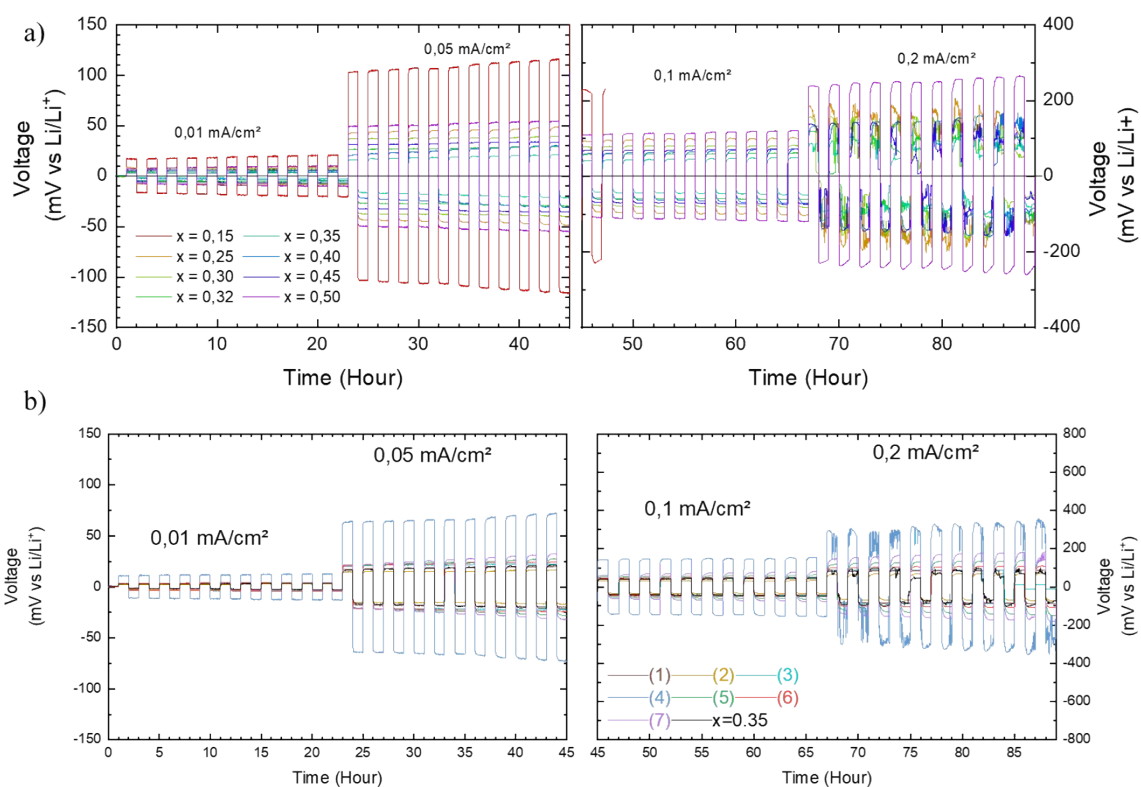 a)
150
100
50
0
-50
-100
-150
Voltage
(mV vs Li/Li⁺)
0,01 mA/cm²
0,05 mA/cm²
x = 0,15
x = 0,35
x = 0,25
x = 0,40
x = 0,30
x = 0,45
x = 0,32
x = 0,50
0 10 20 30 40
Time (Hour)
0,1 mA/cm²
0,2 mA/cm²
400
200
0
-200
-400
Voltage
(mV vs Li/Li+)
50 60 70 80
Time (Hour)
b)
150
100
50
0
-50
-100
-150
Voltage
(mV vs Li/Li⁺)
0,01 mA/cm²
0,05 mA/cm²
0 5 10 15 20 25 30 35 40 45
Time (Hour)
0,1 mA/cm²
0,2 mA/cm²
(1) (2) (3)
(4) (5) (6)
(7) x=0.35
800
600
400
200
0
-200
-400
-600
-800
Voltage
(mV vs Li/Li⁺)
45 50 55 60 65 70 75 80 85
Time (Hour)